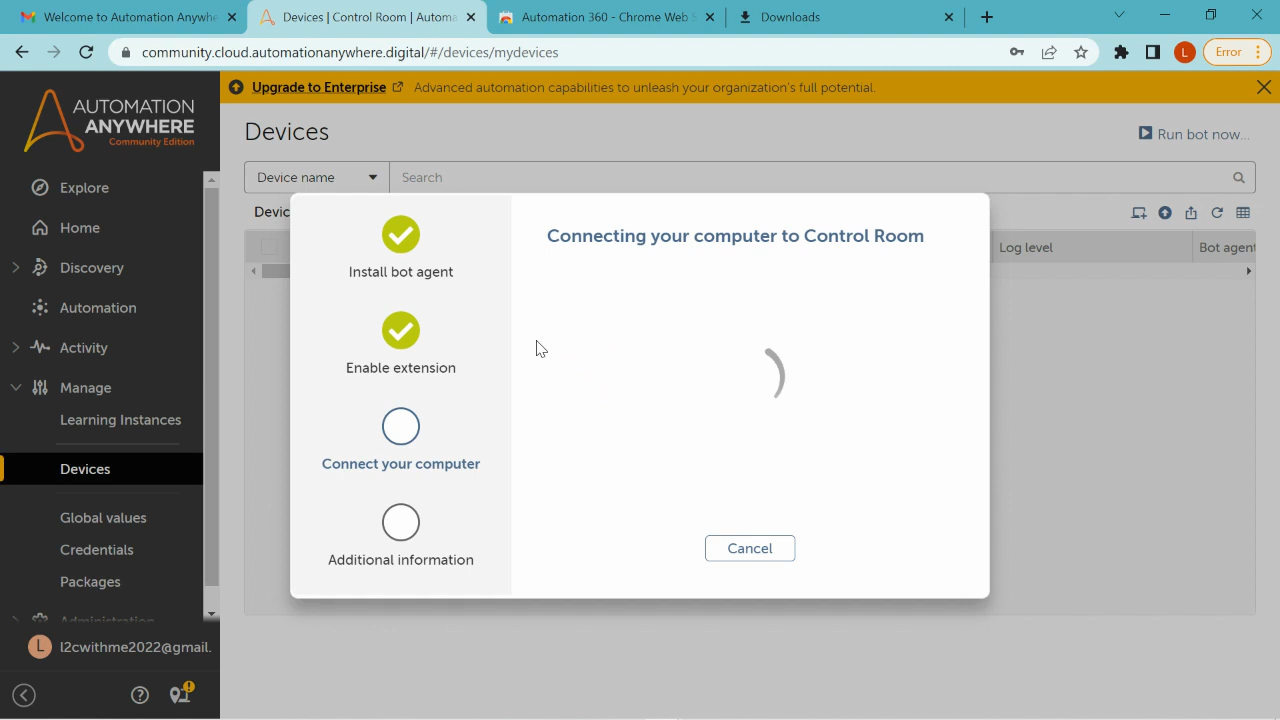 Welcome to Automation Anywhe
Devices | Control Room | Automa
Automation 360 - Chrome Web S
Downloads
community.cloud.automationanywhere.digital/#/devices/mydevices
L
Error
AUTOMATION
ANYWHERE
Community Edition
Upgrade to Enterprise
Advanced automation capabilities to unleash your organization's full potential.
Explore
Home
Discovery
Automation
Activity
Manage
Learning Instances
Devices
Global values
Credentials
Packages
Administration
L
l2cwithme2022@gmail.
Devices
Run bot now...
Device name
Search
Devic
Log level
Bot agent
Install bot agent
Enable extension
Connect your computer
Additional information
Connecting your computer to Control Room
Cancel